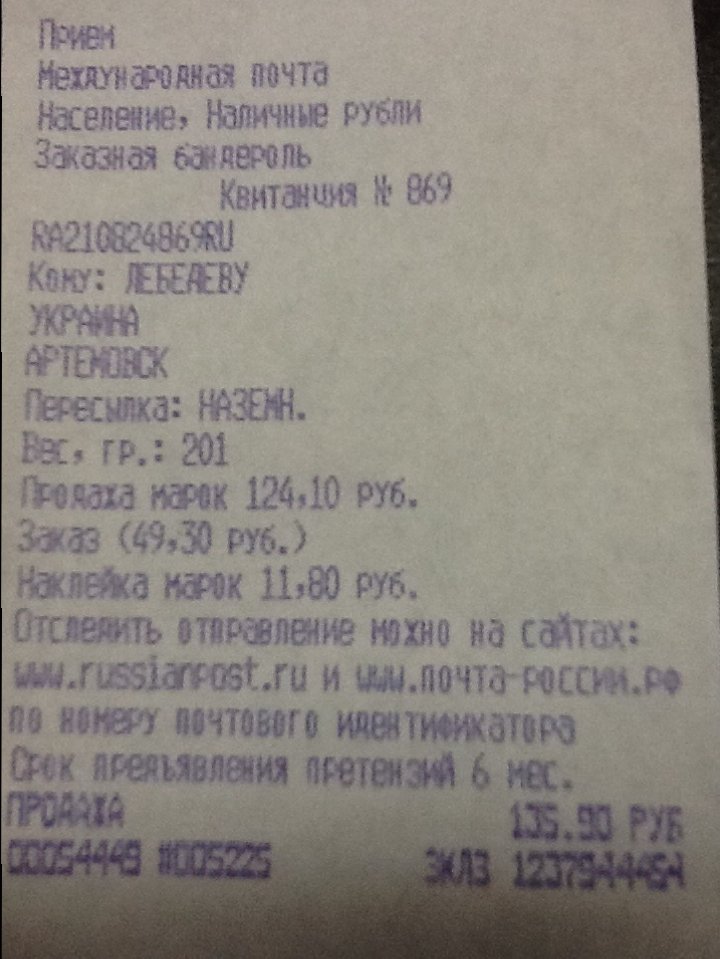 Прием
Международная почта
Население, Наличные рубли
Заказная бандероль
Квитанция № 869
RA210824869RU
Кому: ЛЕБЕДЕВУ
УКРАИНА
АРТЕМОВСК
Пересылка: НАЗЕМН.
Вес, гр.: 201
Продажа марок 124,10 руб.
Заказ (49,30 руб.)
Наклейка марок 11,80 руб.
Отследить отправление можно на сайтах:
www.russianpost.ru и www.почта-россии.рф
по номеру почтового идентификатора
Срок предъявления претензий 6 мес.
ПРОДАЖА 135.90 РУБ
00054449 #005225 ЭКЛЗ 1237944454